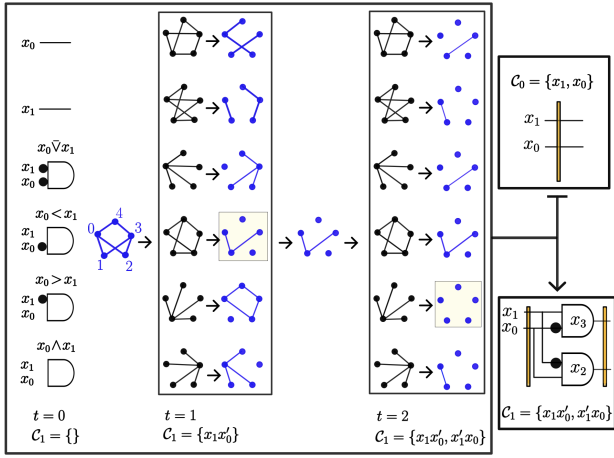 x₀
x₁
x₀ ⊽ x₁
x₁
x₀
x₀ < x₁
x₁
x₀
0 4 3
1 2
x₀ > x₁
x₁
x₀
x₀ ∧ x₁
x₁
x₀
t = 0
𝒞₁ = {}
t = 1
𝒞₁ = {x₁x₀′}
t = 2
𝒞₁ = {x₁x₀′, x₁′x₀}
𝒞₀ = {x₁, x₀}
x₁
x₀
x₁
x₀
x₃
x₂
𝒞₁ = {x₁x₀′, x₁′x₀}